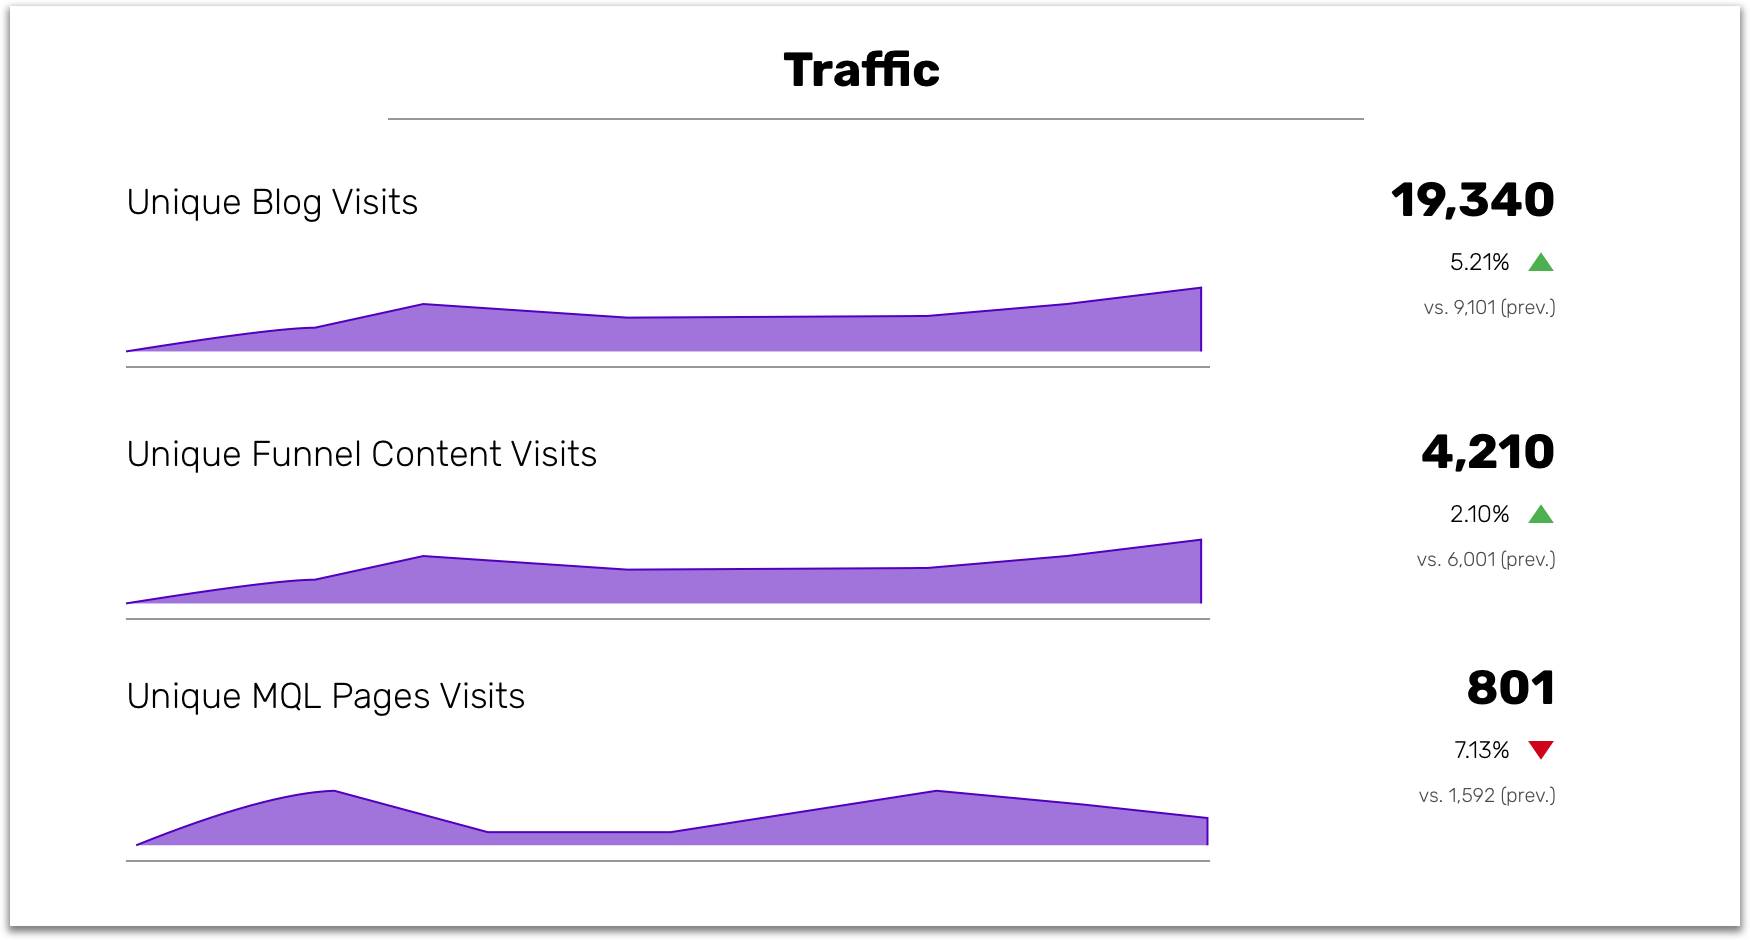 Traffic
Unique Blog Visits
19,340
5.21%
vs. 9,101 (prev.)
Unique Funnel Content Visits
4,210
2.10%
vs. 6,001 (prev.)
Unique MQL Pages Visits
801
7.13%
vs. 1,592 (prev.)